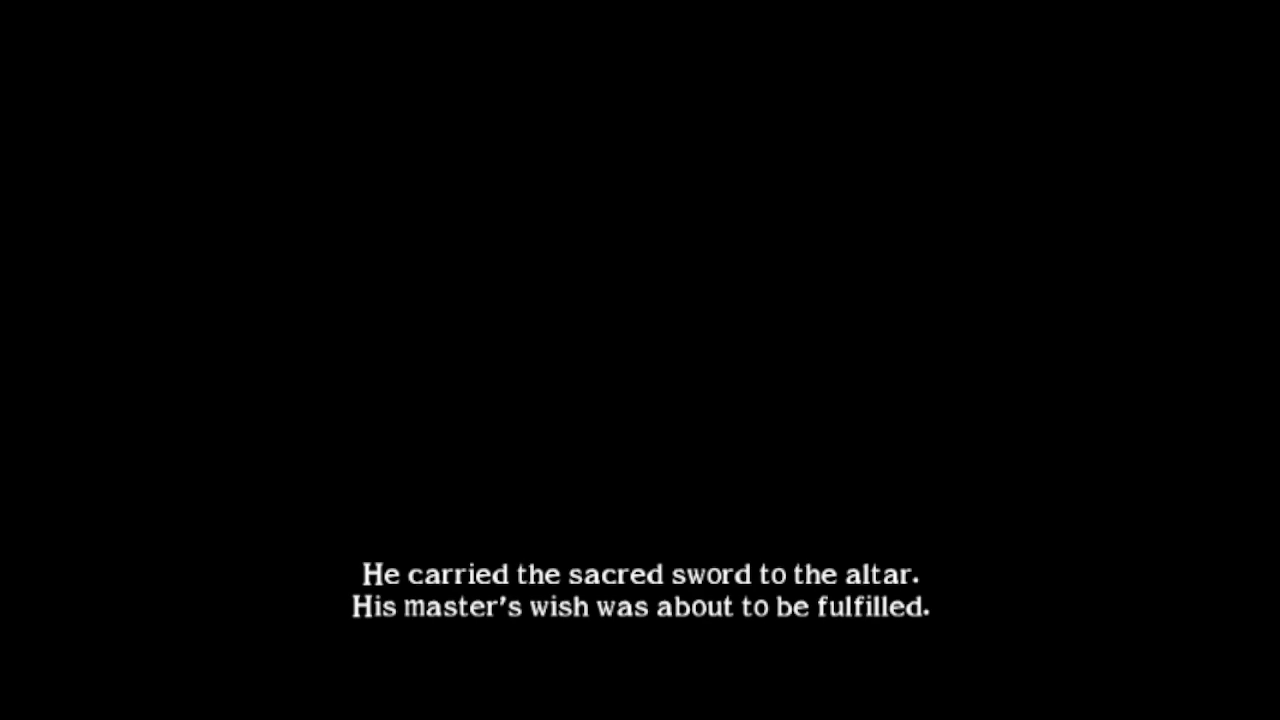 He carried the sacred sword to the altar.
His master's wish was about to be fulfilled.